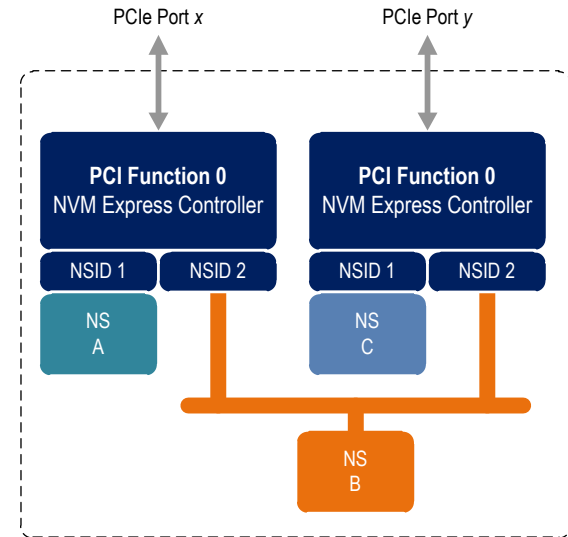 PCIe Port x
PCIe Port y
PCI Function 0
NVM Express Controller
PCI Function 0
NVM Express Controller
NSID 1
NSID 2
NSID 1
NSID 2
NS
A
NS
C
NS
B